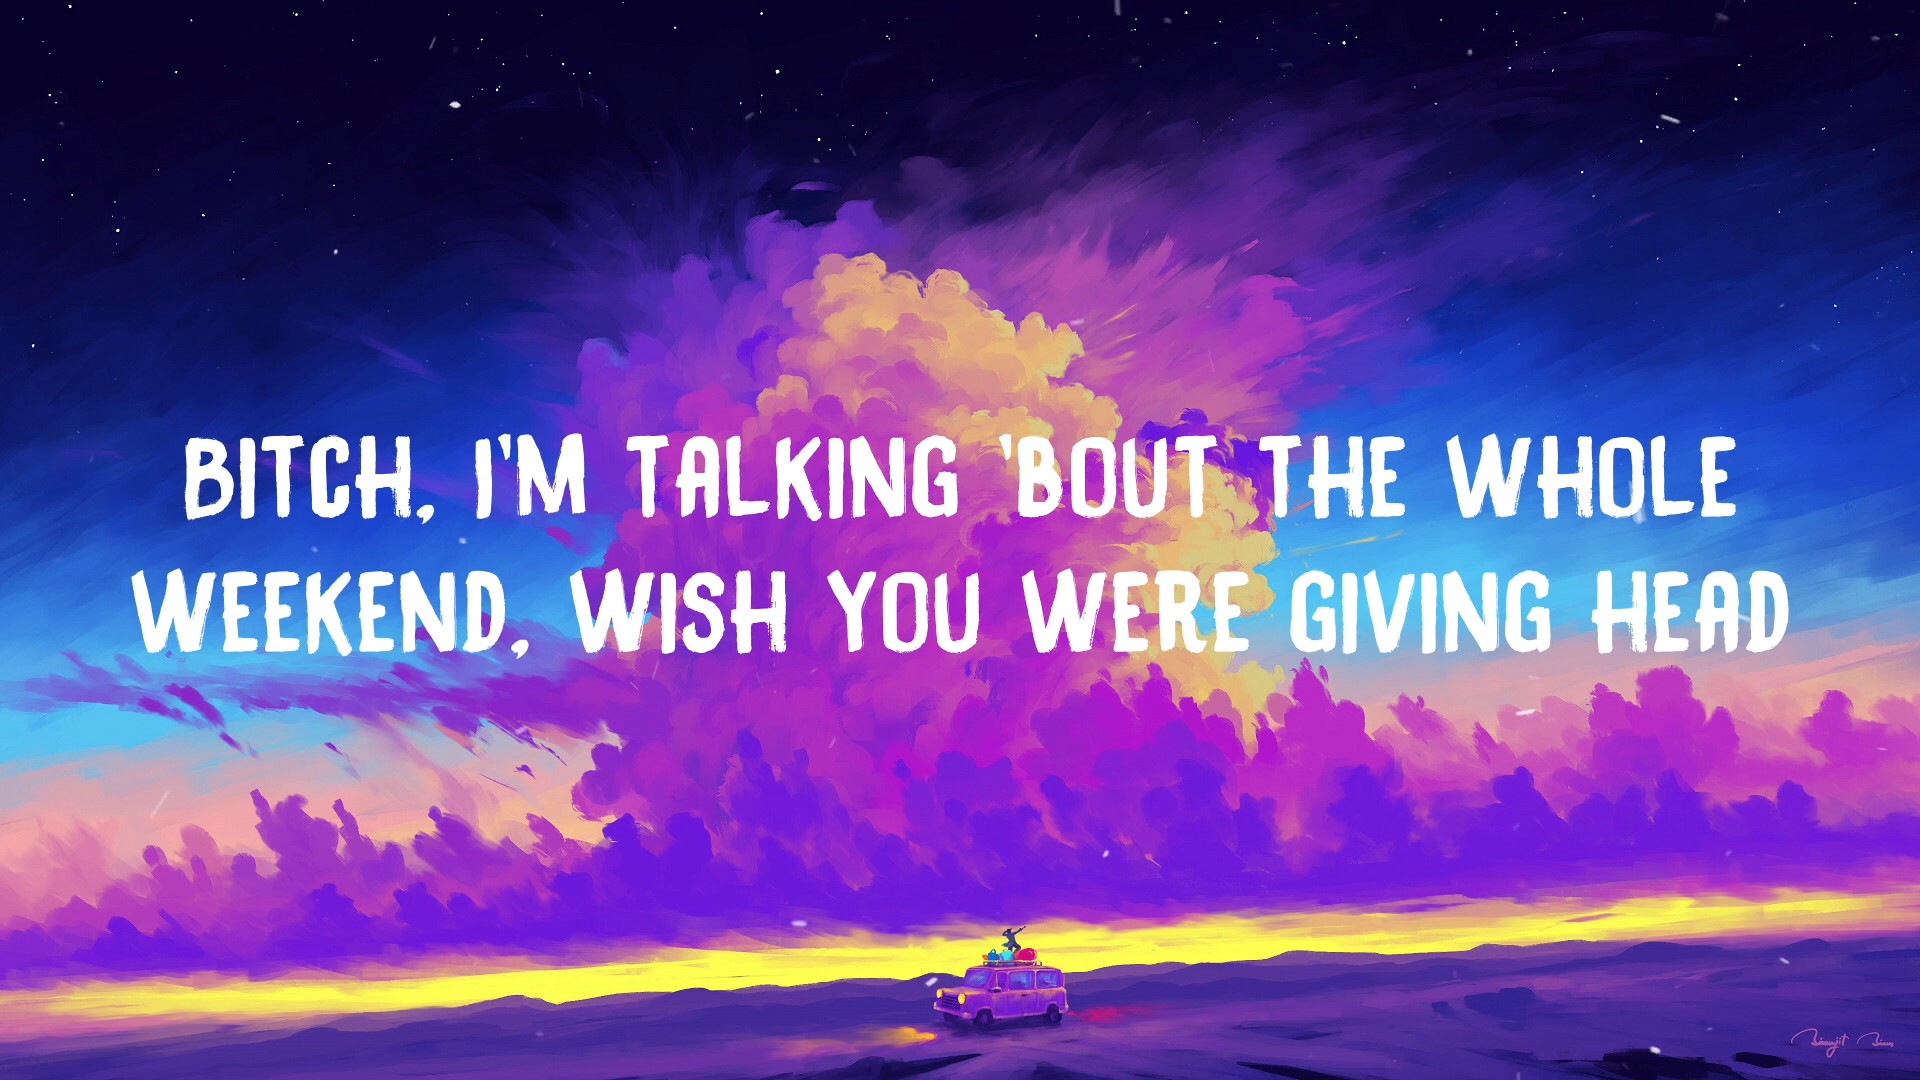 BITCH, I'M TALKING 'BOUT THE WHOLE
WEEKEND, WISH YOU WERE GIVING HEAD